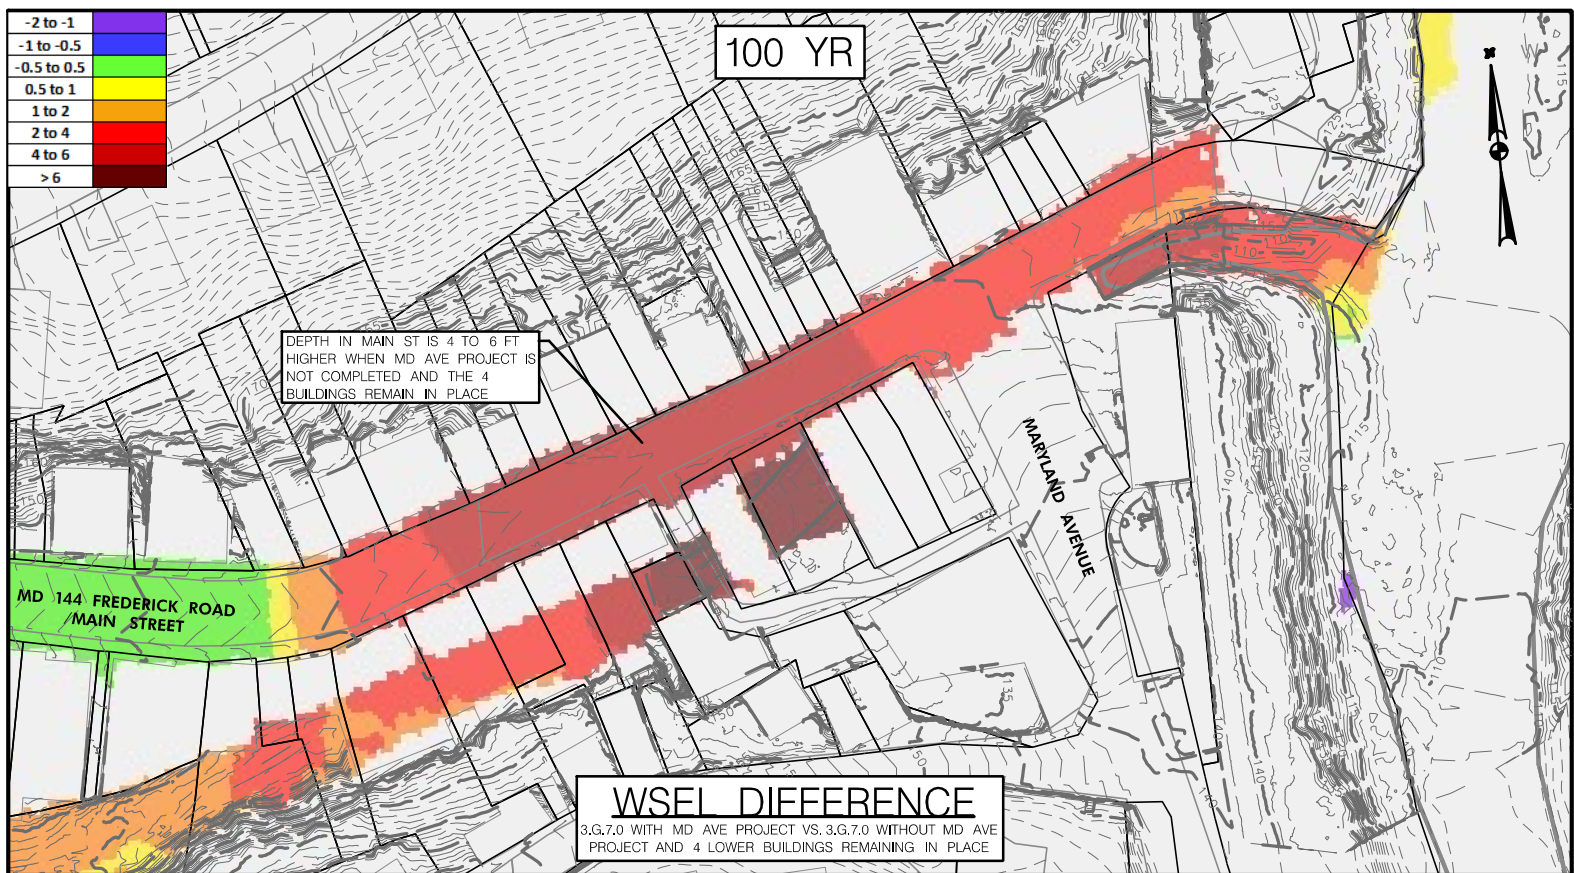 -2 to -1
-1 to -0.5
-0.5 to 0.5
0.5 to 1
1 to 2
2 to 4
4 to 6
> 6
100 YR
DEPTH IN MAIN ST IS 4 TO 6 FT
HIGHER WHEN MD AVE PROJECT IS
NOT COMPLETED AND THE 4
BUILDINGS REMAIN IN PLACE
MARYLAND AVENUE
MD 144 FREDERICK ROAD
MAIN STREET
WSEL DIFFERENCE
3.G.7.0 WITH MD AVE PROJECT VS. 3.G.7.0 WITHOUT MD AVE
PROJECT AND 4 LOWER BUILDINGS REMAINING IN PLACE